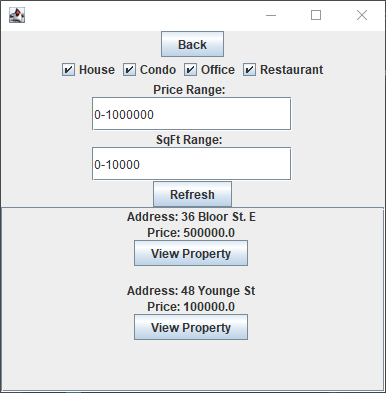 Back
House Condo Office Restaurant
Price Range:
0-1000000
SqFt Range:
0-10000
Refresh
Address: 36 Bloor St. E
Price: 500000.0
View Property
Address: 48 Younge St
Price: 100000.0
View Property